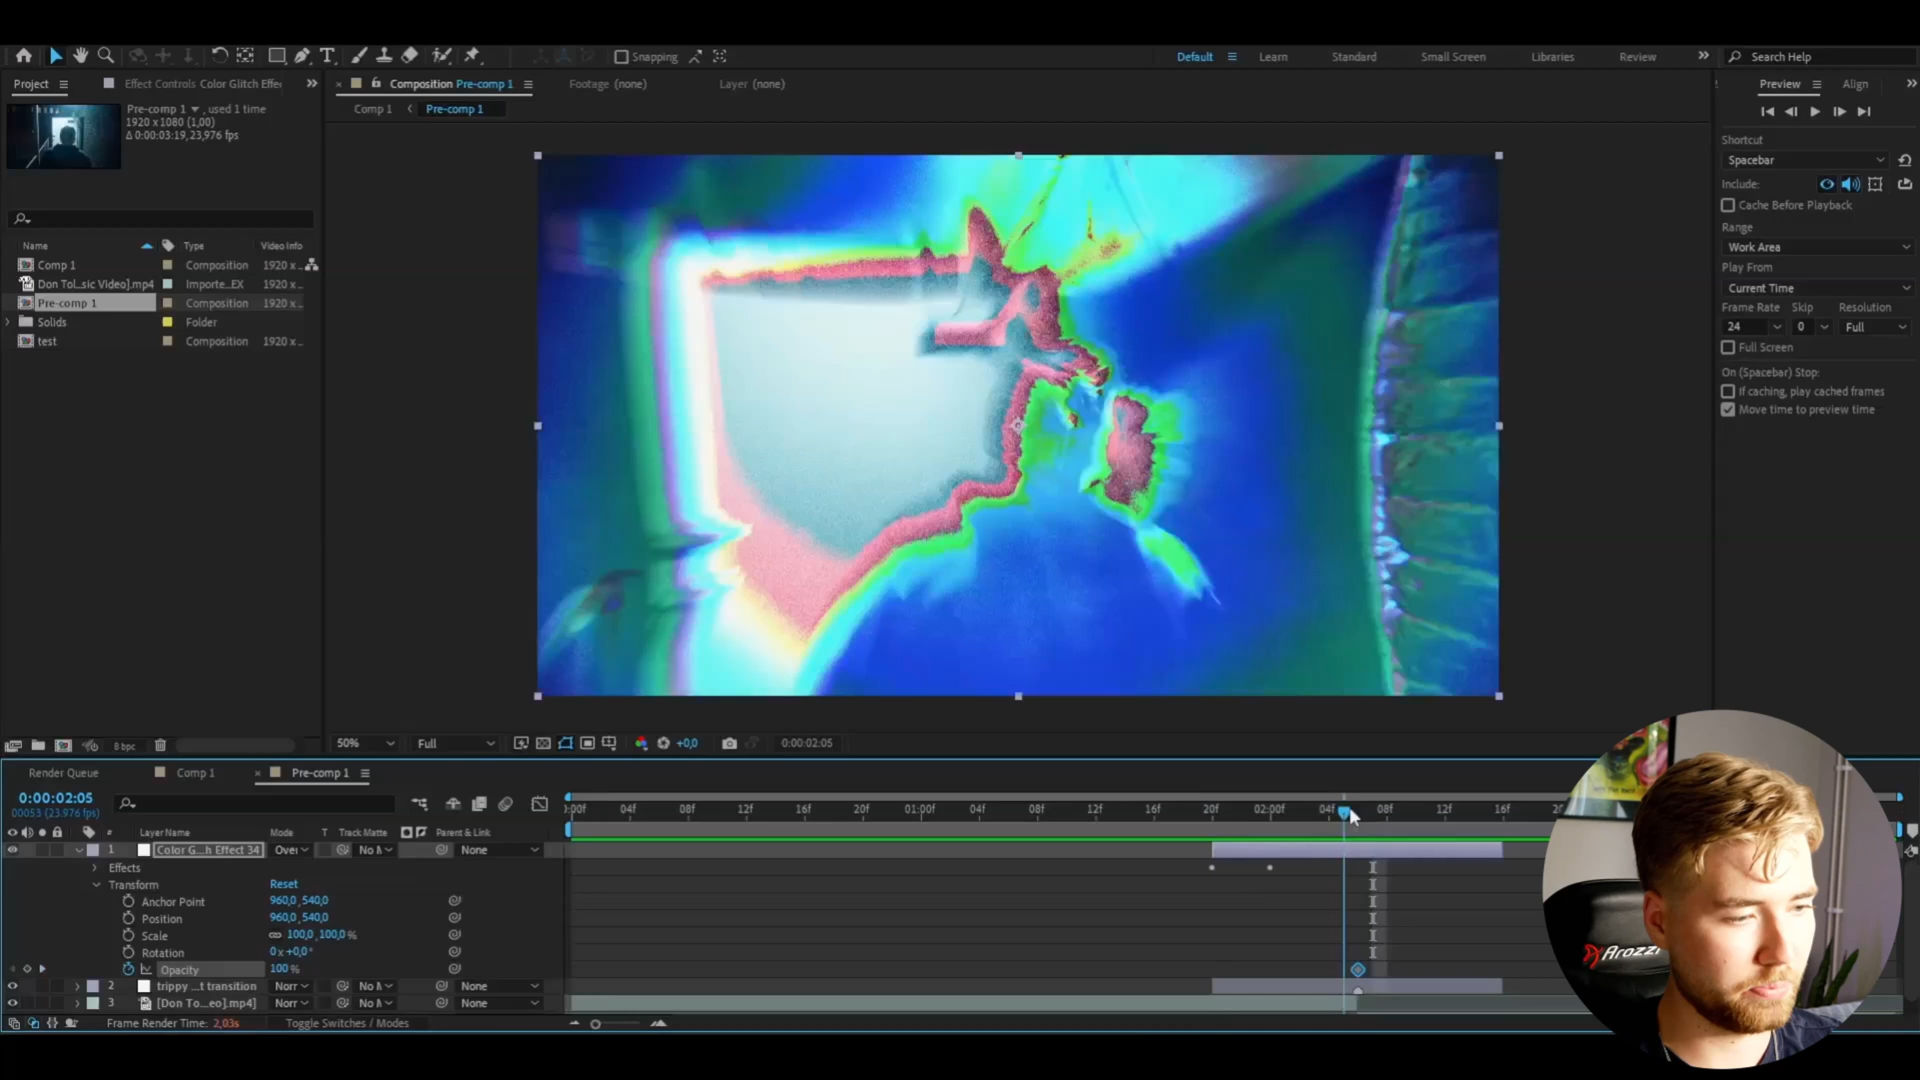 Snapping
Default
Learn
Standard
Small Screen
Libraries
Review
Search Help
Project
Effect Controls Color Glitch Effec
Composition Pre-comp 1
Footage (none)
Layer (none)
Preview
Align
Pre-comp 1 , used 1 time
1920 x 1080 (1,00)
Δ 0:00:03:19, 23,976 fps
Comp 1
Pre-comp 1
Shortcut
Spacebar
Include:
Cache Before Playback
Range
Work Area
Play From
Current Time
Frame Rate Skip Resolution
24 0 Full
Full Screen
On (Spacebar) Stop:
If caching, play cached frames
Move time to preview time
Name Type Video Info
Comp 1 Composition 1920 x ..
Don Tol...sic Video].mp4 Importe...EX 1920 x ..
Pre-comp 1 Composition 1920 x ..
Solids Folder
test Composition 1920 x ..
8 bpc
50% Full +0,0 0:00:02:05
Render Queue
Comp 1
Pre-comp 1
0:00:02:05
00053 (23.976 fps)
:00f 04f 08f 12f 16f 20f 01:00f 04f 08f 12f 16f 20f 02:00f 04f 08f 12f 16f
# Layer Name Mode T Track Matte Parent & Link
1 Color G...h Effect 34 Over No M None
Effects
Transform Reset
Anchor Point 960,0 ,540,0
Position 960,0 ,540,0
Scale 100,0 ,100,0 %
Rotation 0 x +0,0 °
Opacity 100 %
2 trippy ...t transition Norr No M None
3 [Don To...eo].mp4] Norr No M None
Frame Render Time: 2,03s Toggle Switches / Modes
Arozzi